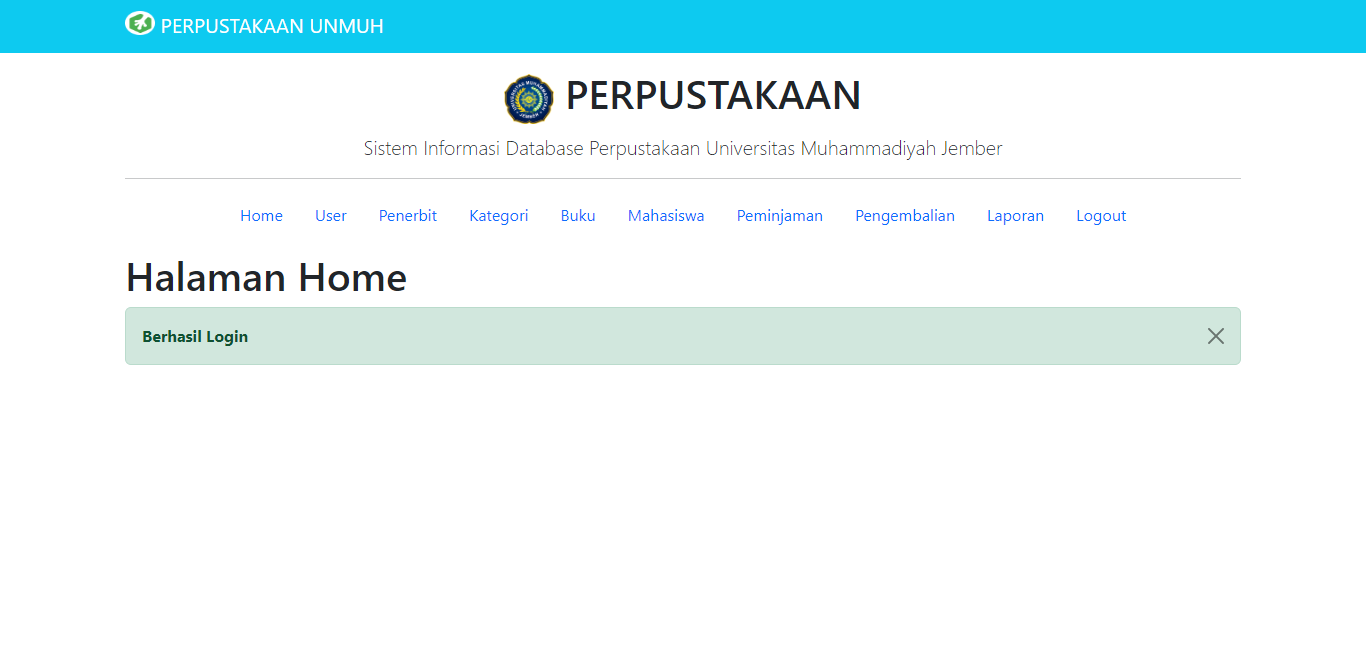 PERPUSTAKAAN UNMUH
PERPUSTAKAAN
Sistem Informasi Database Perpustakaan Universitas Muhammadiyah Jember
Home User Penerbit Kategori Buku Mahasiswa Peminjaman Pengembalian Laporan Logout
Halaman Home
Berhasil Login